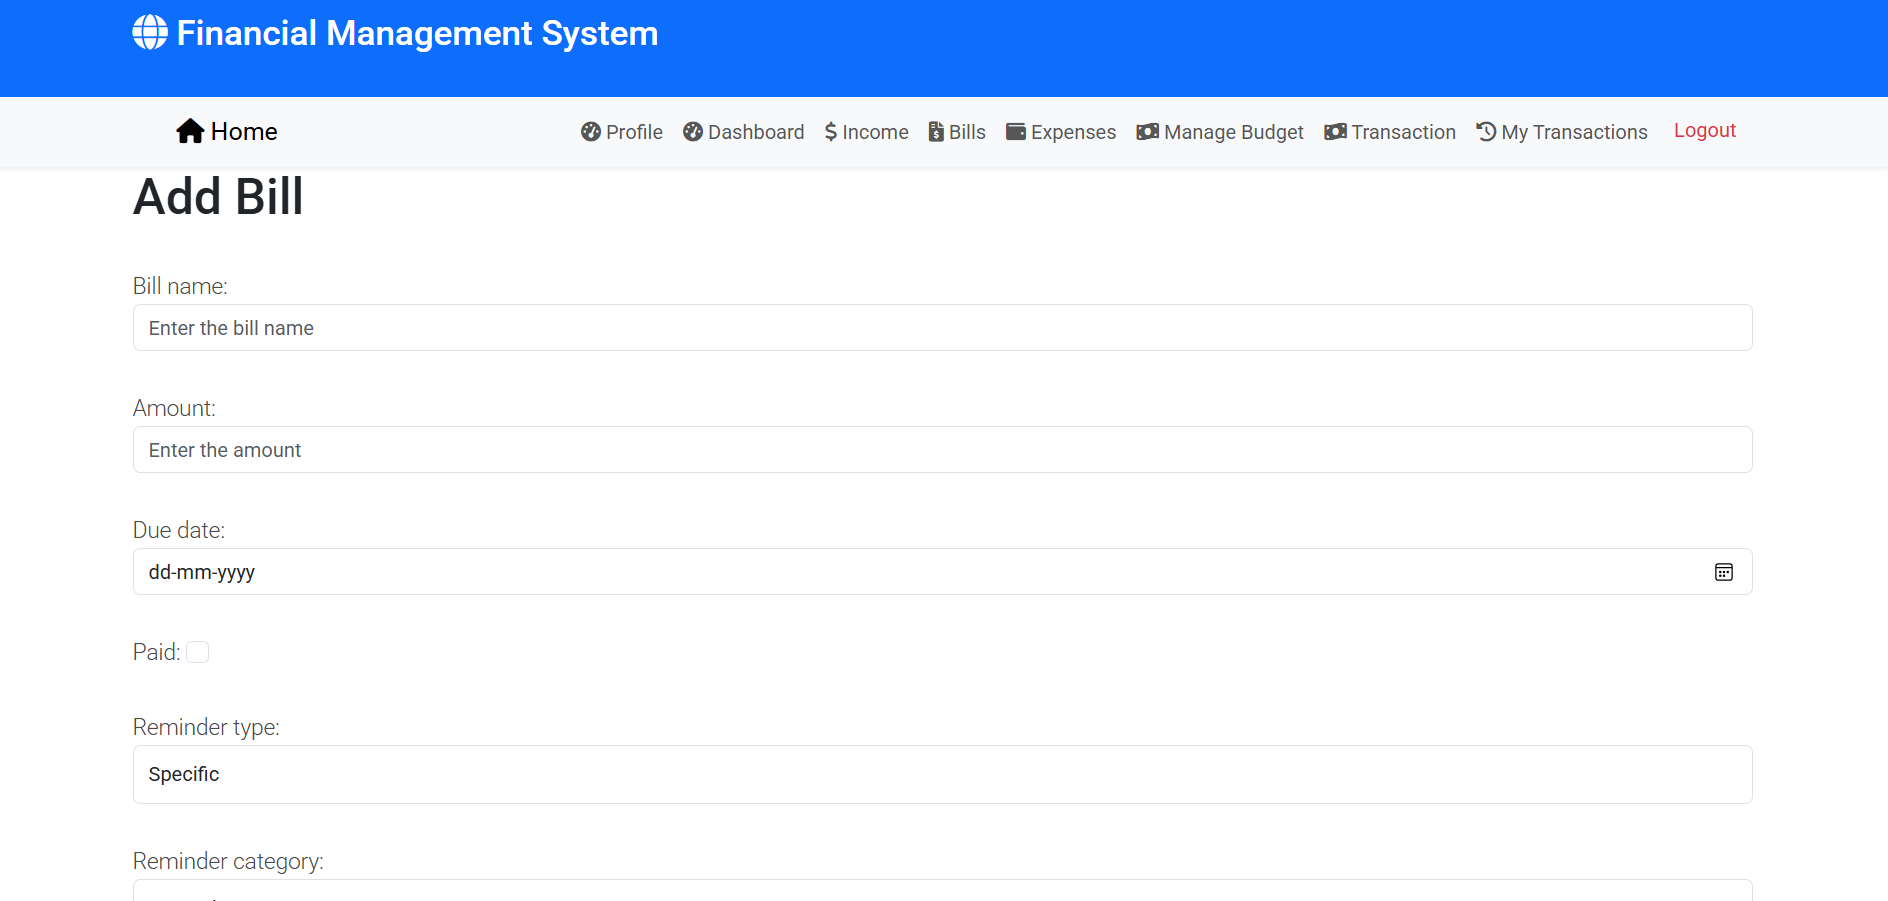 Financial Management System
Home Profile Dashboard $ Income Bills Expenses Manage Budget Transaction My Transactions Logout
Add Bill
Bill name:
Enter the bill name
Amount:
Enter the amount
Due date:
dd-mm-yyyy
Paid:
Reminder type:
Specific
Reminder category: